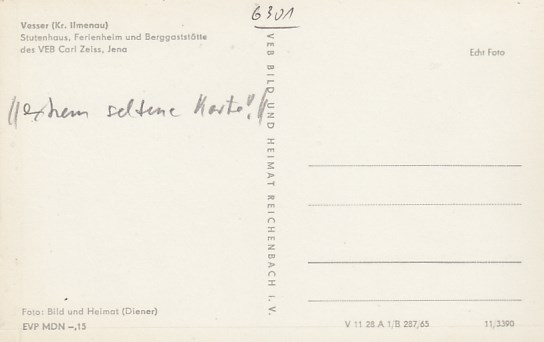 6301
Vesser (Kr. Ilmenau)
Stutenhaus, Ferienheim und Berggaststätte
des VEB Carl Zeiss, Jena
Echt Foto
"extrem seltene Karte!"
VEB BILD UND HEIMAT REICHENBACH i. V.
Foto: Bild und Heimat (Diener)
EVP MDN –,15
V 11 28 A 1/B 287/65
11/3390